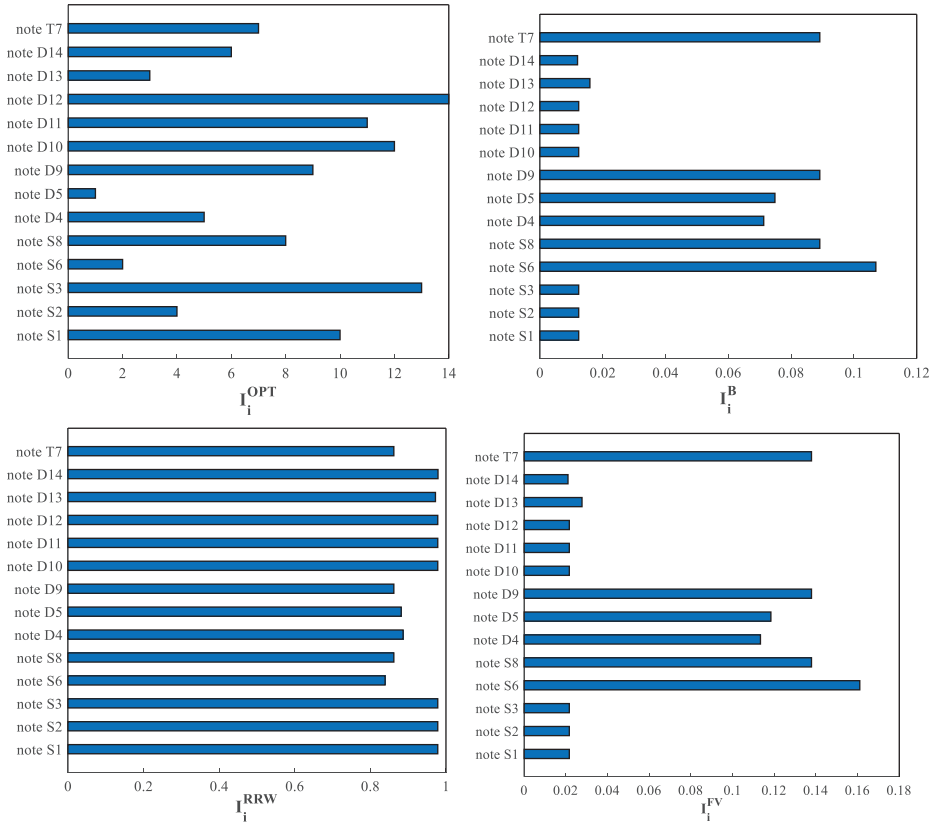 note T7
note D14
note D13
note D12
note D11
note D10
note D9
note D5
note D4
note S8
note S6
note S3
note S2
note S1
0 2 4 6 8 10 12 14
I_i^OPT
note T7
note D14
note D13
note D12
note D11
note D10
note D9
note D5
note D4
note S8
note S6
note S3
note S2
note S1
0 0.02 0.04 0.06 0.08 0.1 0.12
I_i^B
note T7
note D14
note D13
note D12
note D11
note D10
note D9
note D5
note D4
note S8
note S6
note S3
note S2
note S1
0 0.2 0.4 0.6 0.8 1
I_i^RRW
note T7
note D14
note D13
note D12
note D11
note D10
note D9
note D5
note D4
note S8
note S6
note S3
note S2
note S1
0 0.02 0.04 0.06 0.08 0.1 0.12 0.14 0.16 0.18
I_i^FV